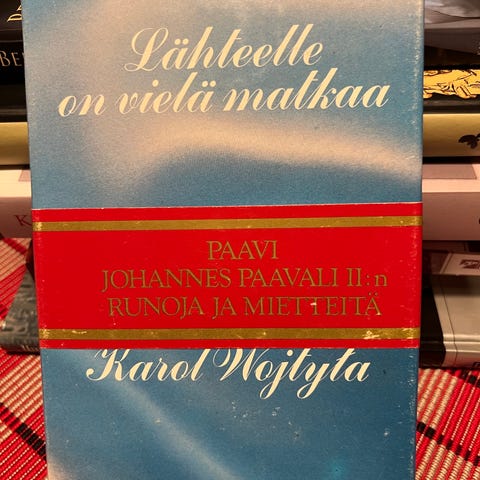 Lähteelle
on vielä matkaa
PAAVI
JOHANNES PAAVALI II:n
RUNOJA JA MIETTEITÄ
Karol Wojtyła